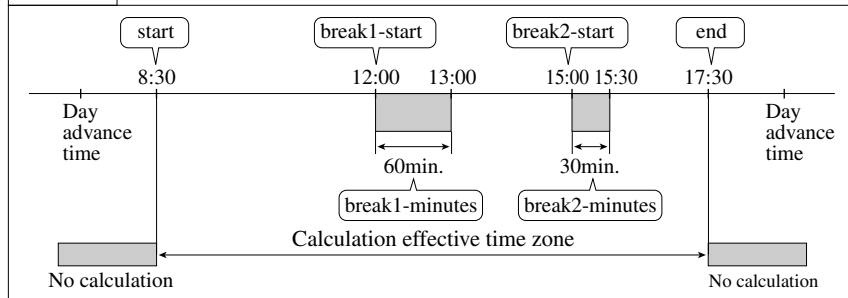 start
break1-start
break2-start
end
8:30
12:00
13:00
15:00
15:30
17:30
Day
advance
time
Day
advance
time
60min.
30min.
break1-minutes
break2-minutes
Calculation effective time zone
No calculation
No calculation